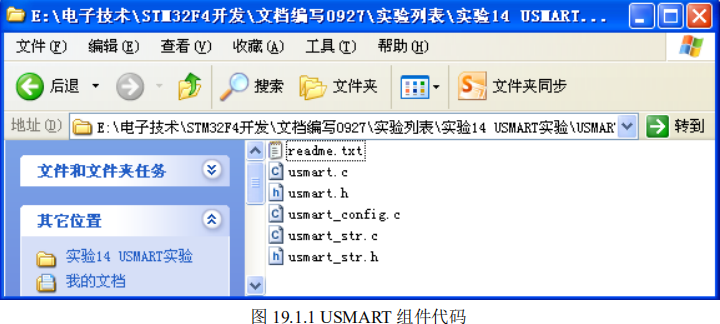 E:\电子技术\STM32F4开发\文档编写0927\实验列表\实验14 USMART...
文件(F) 编辑(E) 查看(V) 收藏(A) 工具(T) 帮助(H)
后退 搜索 文件夹 文件夹同步
地址(D) E:\电子技术\STM32F4开发\文档编写0927\实验列表\实验14 USMART实验\USMAR 转到
文件和文件夹任务
其它位置
实验14 USMART实验
我的文档
readme.txt
usmart.c
usmart.h
usmart_config.c
usmart_str.c
usmart_str.h
图 19.1.1 USMART 组件代码